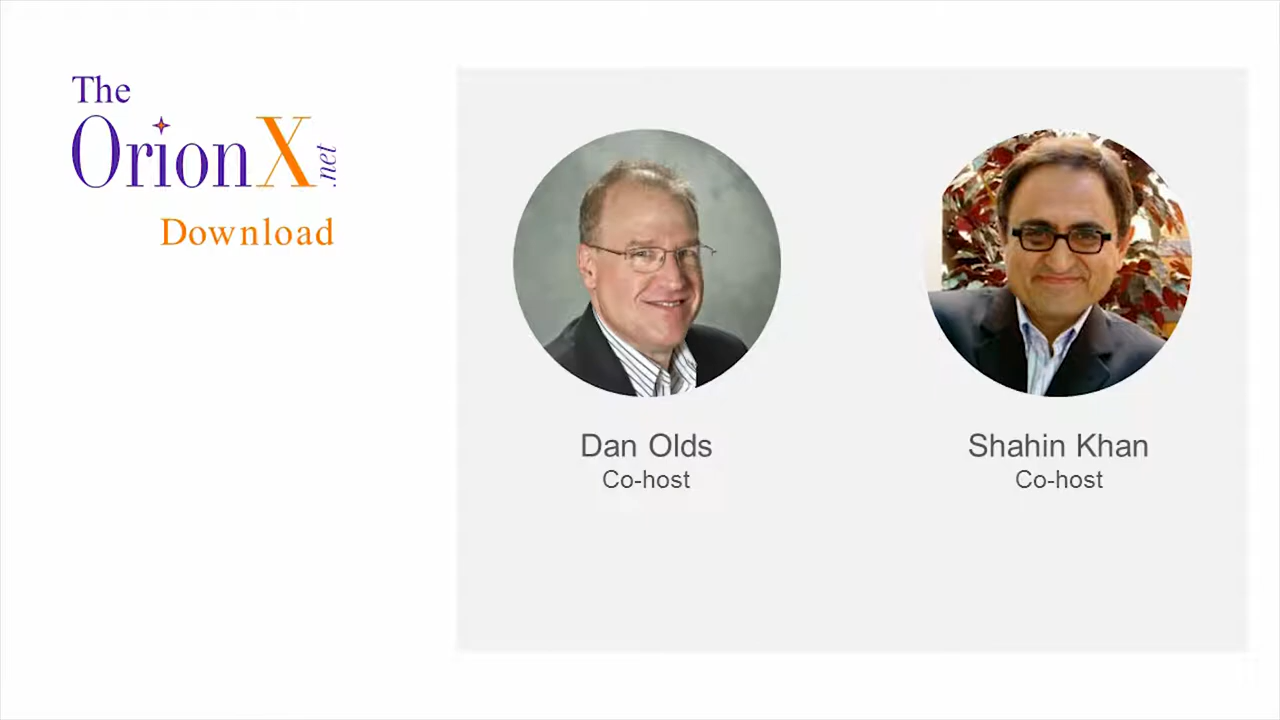 The
OrionX.net
Download
Dan Olds
Co-host
Shahin Khan
Co-host